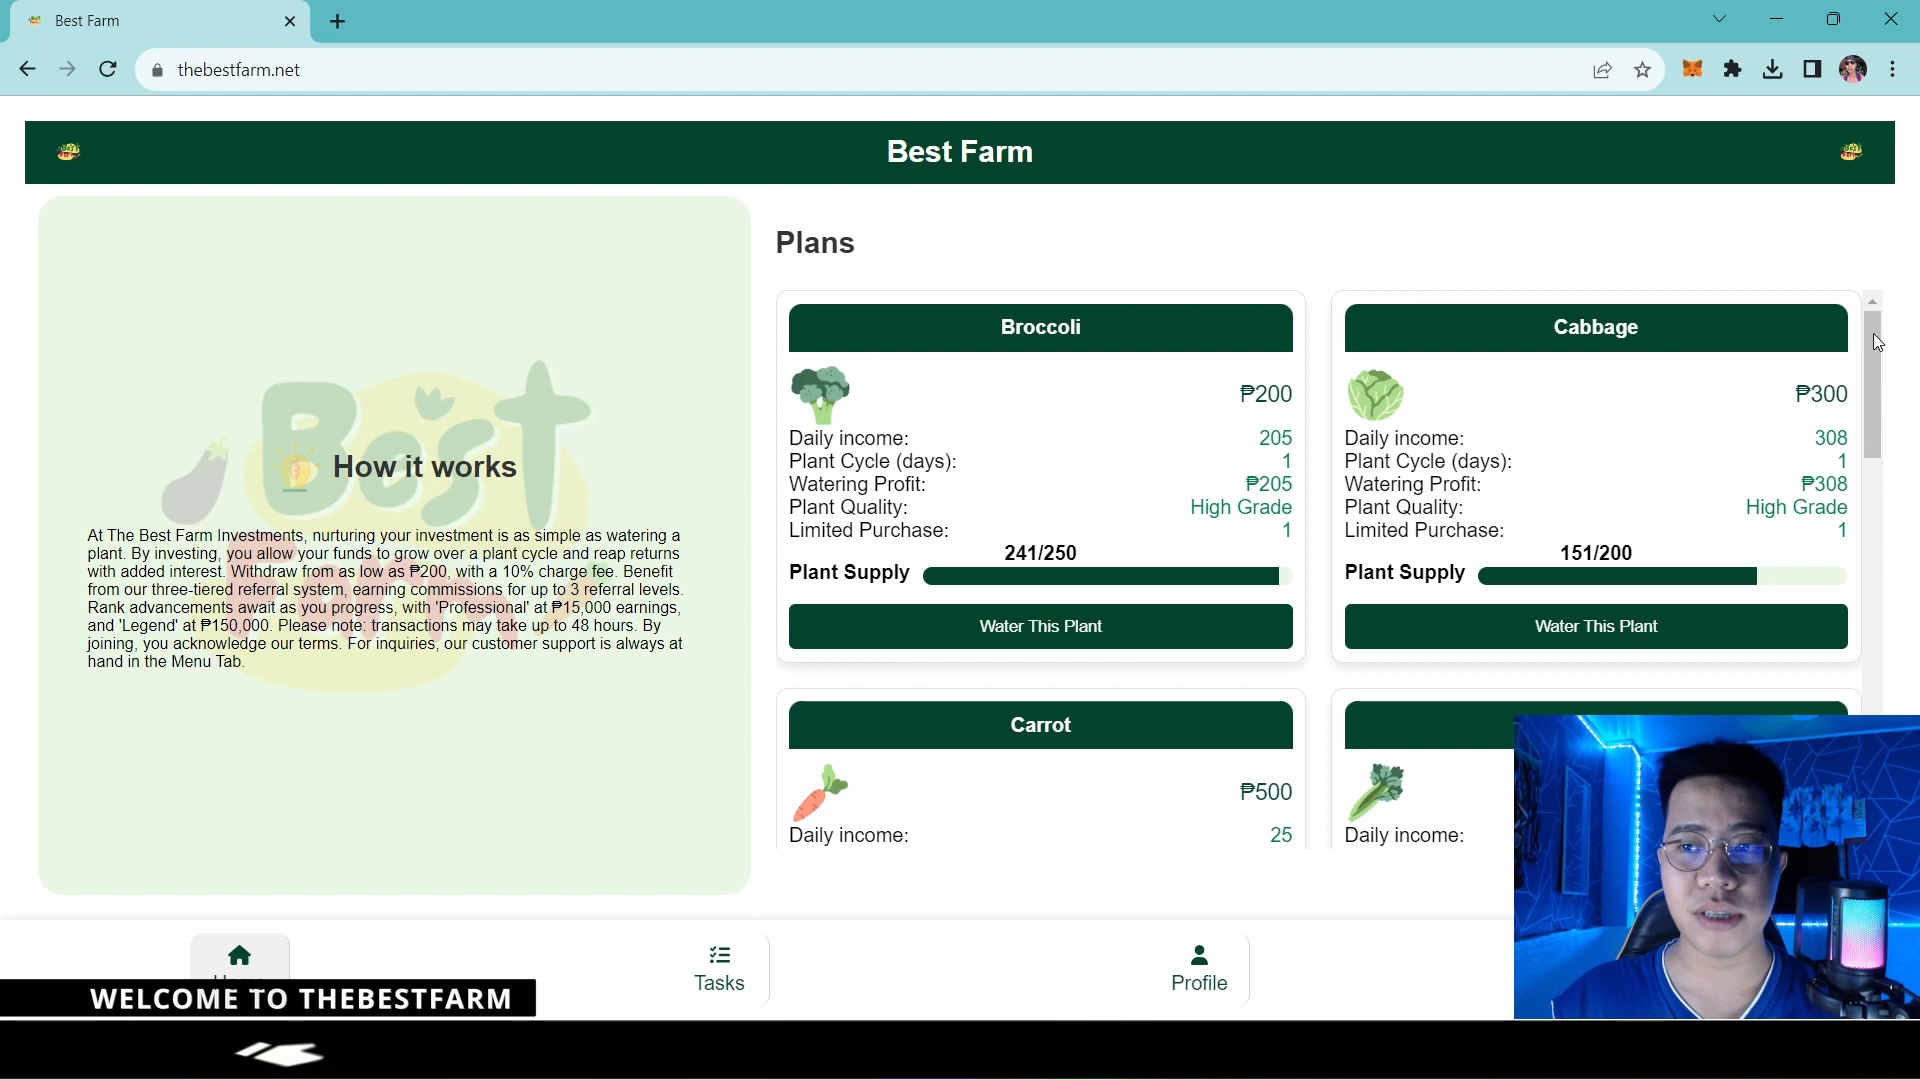 Best Farm
thebestfarm.net
Best Farm
Best
Farm
How it works
At The Best Farm Investments, nurturing your investment is as simple as watering a
plant. By investing, you allow your funds to grow over a plant cycle and reap returns
with added interest. Withdraw from as low as ₱200, with a 10% charge fee. Benefit
from our three-tiered referral system, earning commissions for up to 3 referral levels.
Rank advancements await as you progress, with 'Professional' at ₱15,000 earnings,
and 'Legend' at ₱150,000. Please note: transactions may take up to 48 hours. By
joining, you acknowledge our terms. For inquiries, our customer support is always at
hand in the Menu Tab.
Plans
Broccoli
₱200
Daily income: 205
Plant Cycle (days): 1
Watering Profit: ₱205
Plant Quality: High Grade
Limited Purchase: 1
241/250
Plant Supply
Water This Plant
Cabbage
₱300
Daily income: 308
Plant Cycle (days): 1
Watering Profit: ₱308
Plant Quality: High Grade
Limited Purchase: 1
151/200
Plant Supply
Water This Plant
Carrot
₱500
Daily income: 25
Daily income:
Tasks
Profile
WELCOME TO THEBESTFARM